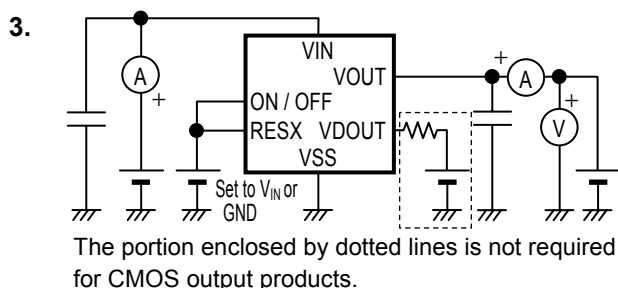 3.
VIN
VOUT
A
+
+
A
ON / OFF
+
V
RESX VDOUT
VSS
Set to VIN or
GND
The portion enclosed by dotted lines is not required
for CMOS output products.